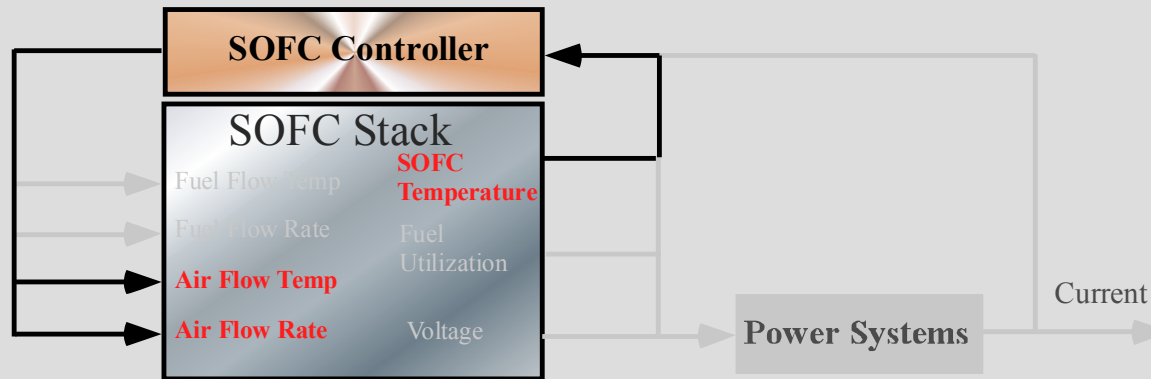 SOFC Controller
SOFC Stack
Fuel Flow Temp
Fuel Flow Rate
Air Flow Temp
Air Flow Rate
SOFC
Temperature
Fuel
Utilization
Voltage
Power Systems
Current